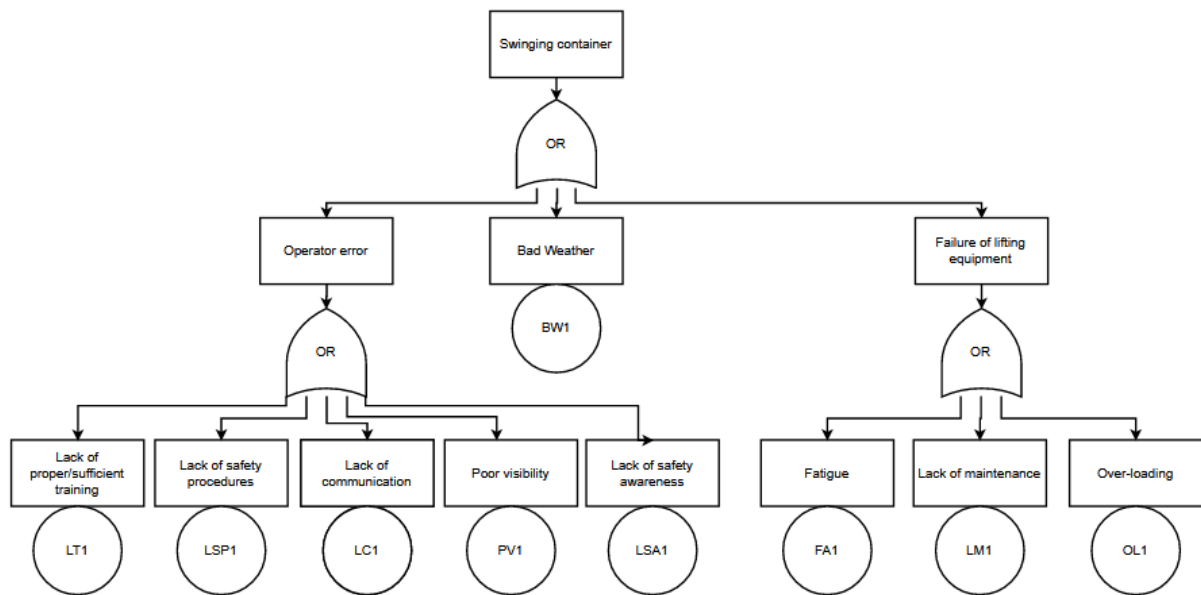 Swinging container
OR
Operator error
Bad Weather
Failure of lifting
equipment
BW1
OR
OR
Lack of
proper/sufficient
training
Lack of safety
procedures
Lack of
communication
Poor visibility
Lack of safety
awareness
Fatigue
Lack of maintenance
Over-loading
LT1
LSP1
LC1
PV1
LSA1
FA1
LM1
OL1